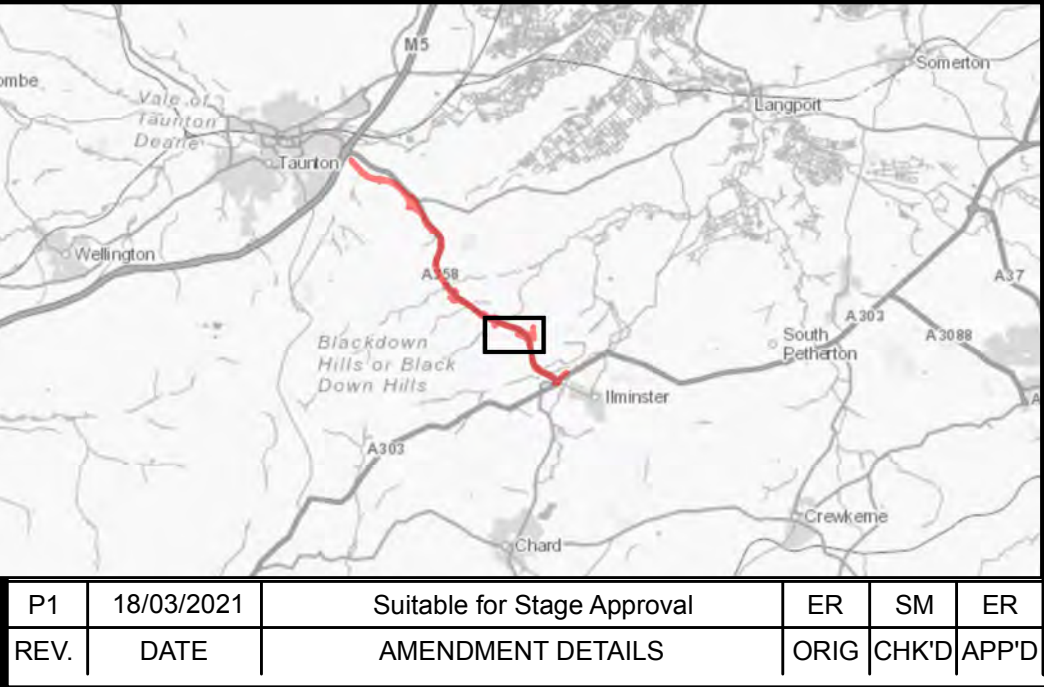 M5
Somerton
ombe
Vale of
Taunton
Deane
Langport
Taunton
Wellington
A358
A37
A303
South
Petherton
A3088
Blackdown
Hills or Black
Down Hills
Ilminster
A303
Crewkerne
Chard
P1 18/03/2021 Suitable for Stage Approval ER SM ER
REV. DATE AMENDMENT DETAILS ORIG CHK'D APP'D